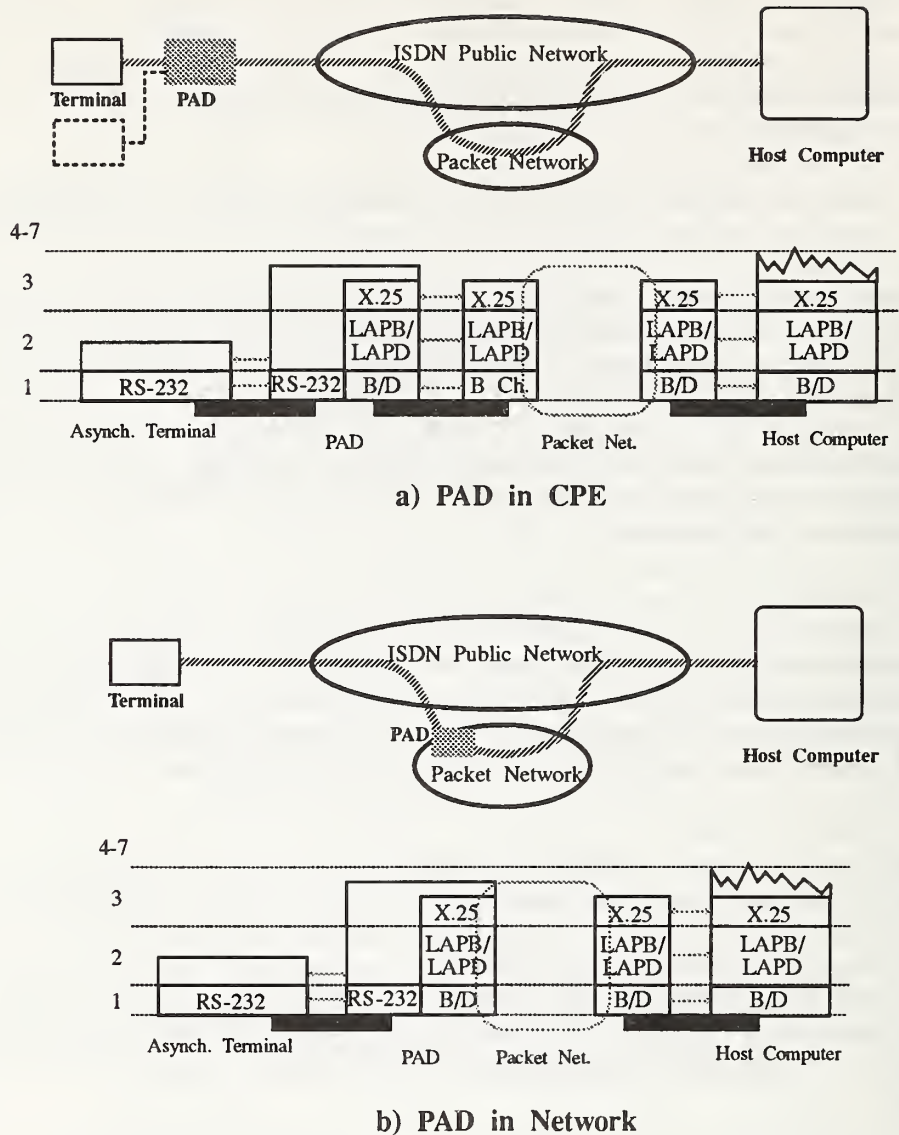 ISDN Public Network
Terminal
PAD
Packet Network
Host Computer
4-7
3
X.25 X.25 X.25 X.25
2
LAPB/ LAPB/ LAPB/ LAPB/
LAPD LAPD LAPD LAPD
1
RS-232 RS-232 B/D B Ch. B/D B/D
Asynch. Terminal PAD Packet Net. Host Computer
a) PAD in CPE
ISDN Public Network
Terminal
PAD
Packet Network
Host Computer
4-7
3
X.25 X.25 X.25
2
LAPB/ LAPB/ LAPB/
LAPD LAPD LAPD
1
RS-232 RS-232 B/D B/D B/D
Asynch. Terminal PAD Packet Net. Host Computer
b) PAD in Network